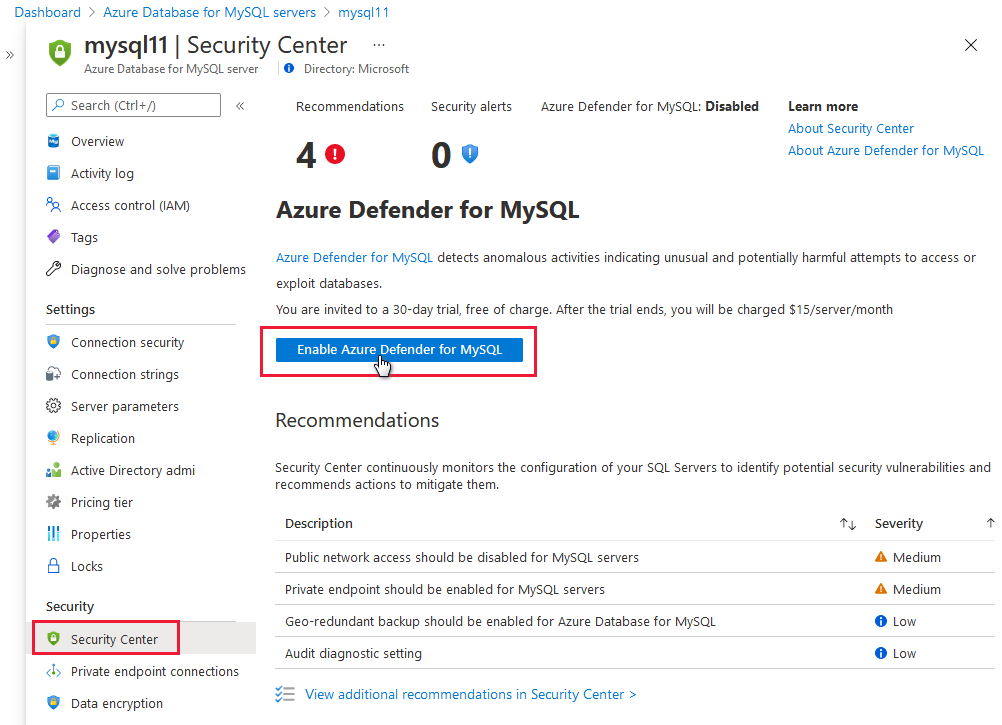 Dashboard > Azure Database for MySQL servers > mysql11
»
mysql11 | Security Center ...
Azure Database for MySQL server
Directory: Microsoft
Search (Ctrl+/)
«
Overview
Activity log
Access control (IAM)
Tags
Diagnose and solve problems
Settings
Connection security
Connection strings
Server parameters
Replication
Active Directory admi
Pricing tier
Properties
Locks
Security
Security Center
Private endpoint connections
Data encryption
Recommendations
4
Security alerts
0
Azure Defender for MySQL: Disabled
Learn more
About Security Center
About Azure Defender for MySQL
Azure Defender for MySQL
Azure Defender for MySQL detects anomalous activities indicating unusual and potentially harmful attempts to access or
exploit databases.
You are invited to a 30-day trial, free of charge. After the trial ends, you will be charged $15/server/month
Enable Azure Defender for MySQL
Recommendations
Security Center continuously monitors the configuration of your SQL Servers to identify potential security vulnerabilities and
recommends actions to mitigate them.
Description ↑↓ Severity ↑
Public network access should be disabled for MySQL servers Medium
Private endpoint should be enabled for MySQL servers Medium
Geo-redundant backup should be enabled for Azure Database for MySQL Low
Audit diagnostic setting Low
View additional recommendations in Security Center >